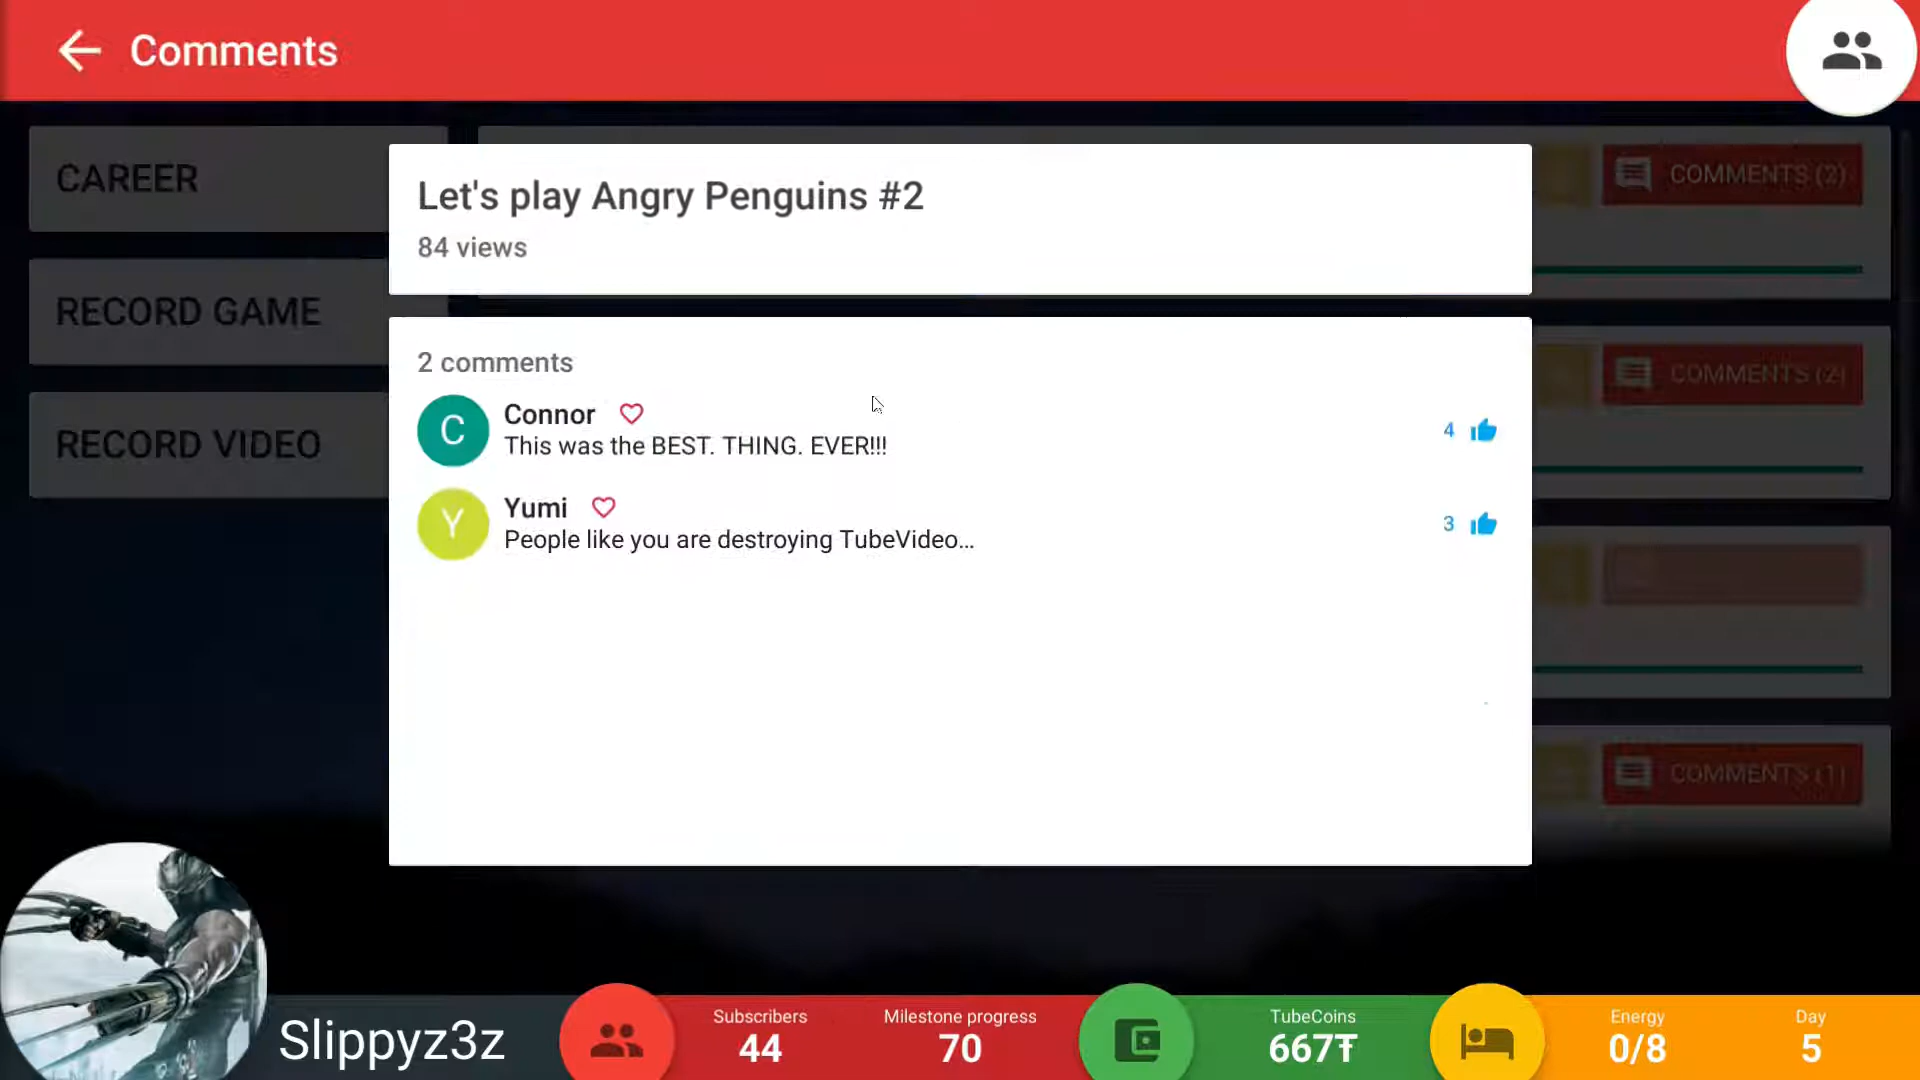 Comments
CAREER
RECORD GAME
RECORD VIDEO
COMMENTS (2)
COMMENTS (2)
COMMENTS (1)
Let's play Angry Penguins #2
84 views
2 comments
C
Connor
This was the BEST. THING. EVER!!!
4
Y
Yumi
People like you are destroying TubeVideo...
3
Slippyz3z
Subscribers
44
Milestone progress
70
TubeCoins
667Ŧ
Energy
0/8
Day
5